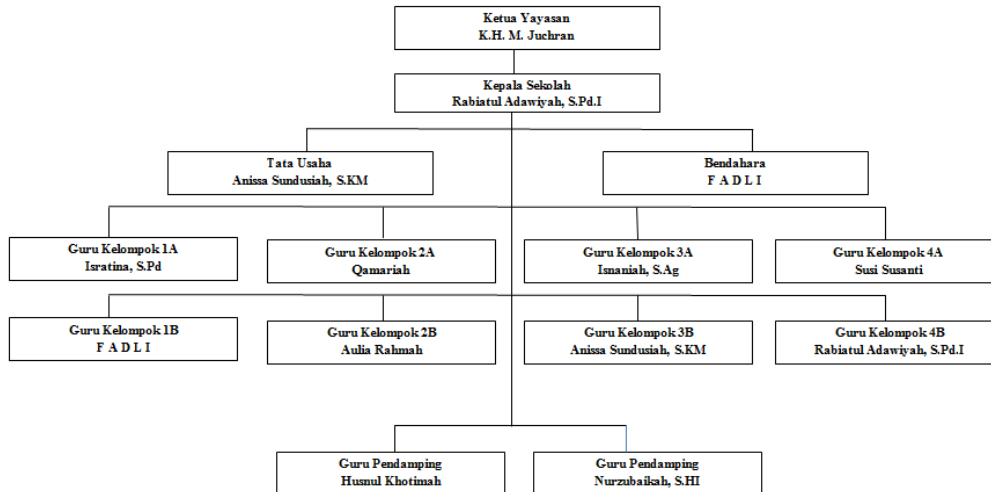 Ketua Yayasan
K.H. M. Juchran
Kepala Sekolah
Rabiatul Adawiyah, S.Pd.I
Tata Usaha
Anissa Sundusiah, S.KM
Bendahara
F A D L I
Guru Kelompok 1A
Isratina, S.Pd
Guru Kelompok 2A
Qamariah
Guru Kelompok 3A
Isnaniah, S.Ag
Guru Kelompok 4A
Susi Susanti
Guru Kelompok 1B
F A D L I
Guru Kelompok 2B
Aulia Rahmah
Guru Kelompok 3B
Anissa Sundusiah, S.KM
Guru Kelompok 4B
Rabiatul Adawiyah, S.Pd.I
Guru Pendamping
Husnul Khotimah
Guru Pendamping
Nurzubaikah, S.HI